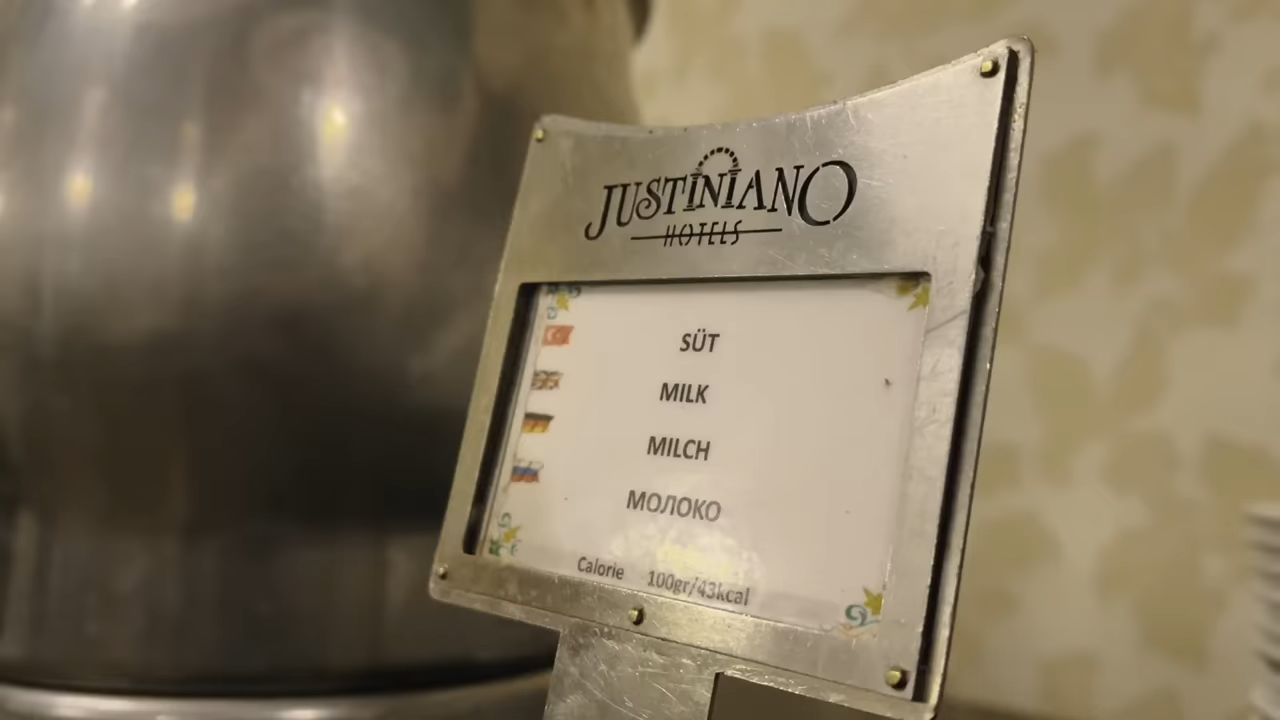 JUSTINIANO
HOTELS
SÜT
MILK
MILCH
МОЛОКО
Calorie 100gr/43kcal